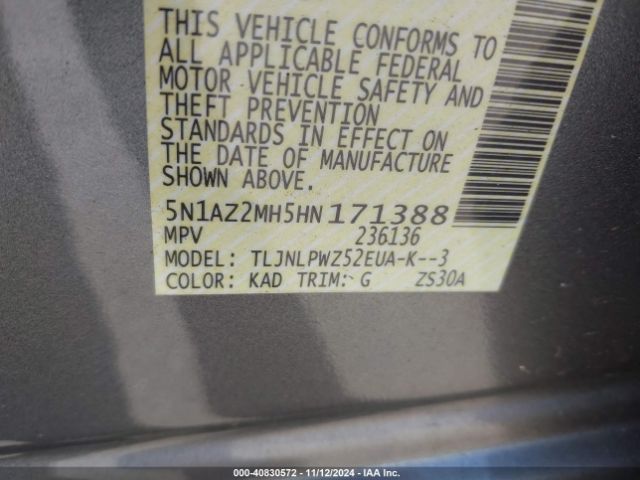 THIS VEHICLE CONFORMS TO
ALL APPLICABLE FEDERAL
MOTOR VEHICLE SAFETY AND
THEFT PREVENTION
STANDARDS IN EFFECT ON
THE DATE OF MANUFACTURE
SHOWN ABOVE.
5N1AZ2MH5HN171388
MPV 236136
MODEL: TLJNLPWZ52EUA-K--3
COLOR: KAD TRIM: G ZS30A
000-40830572 - 11/12/2024 - IAA Inc.